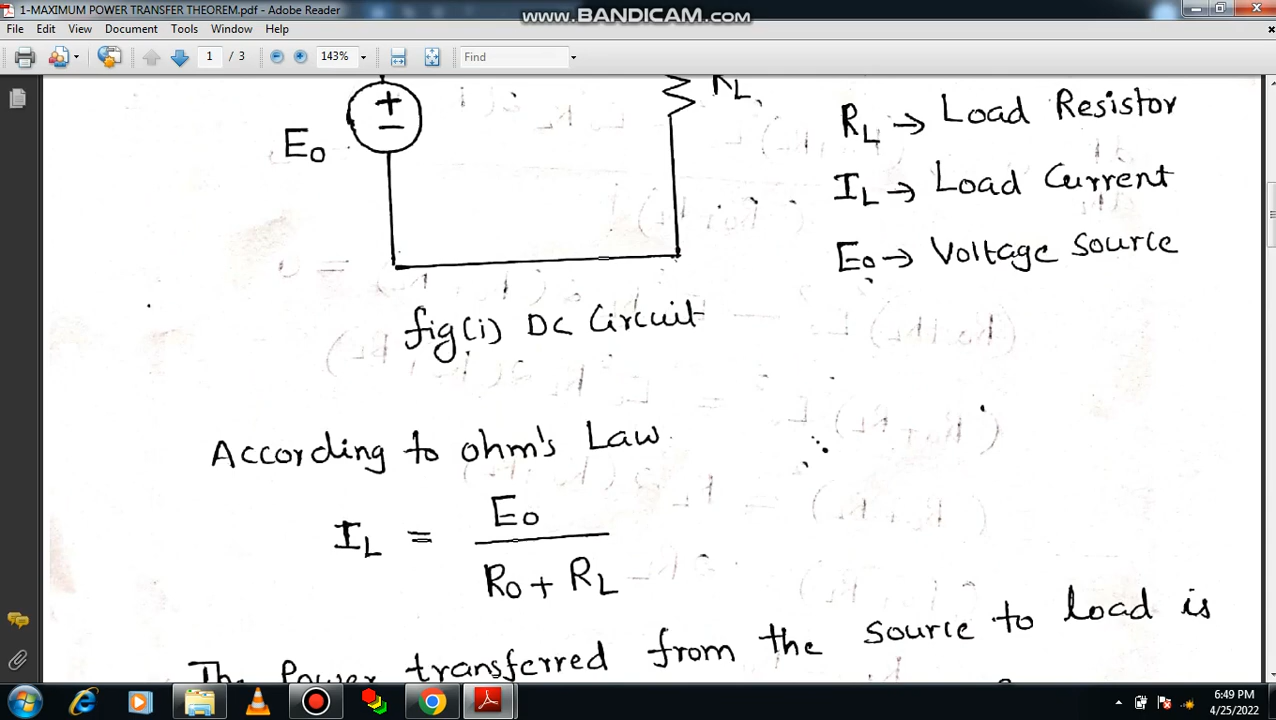 1-MAXIMUM POWER TRANSFER THEOREM.pdf - Adobe Reader
www.BANDICAM.com
File Edit View Document Tools Window Help
1 / 3 143% Find
RL
+
−
E0
RL → Load Resistor
IL → Load Current
E0 → Voltage Source
fig(i) DC Circuit
According to ohm's Law
IL = E0
R0 + RL
The Power transferred from the source to load is
6:49 PM
4/25/2022